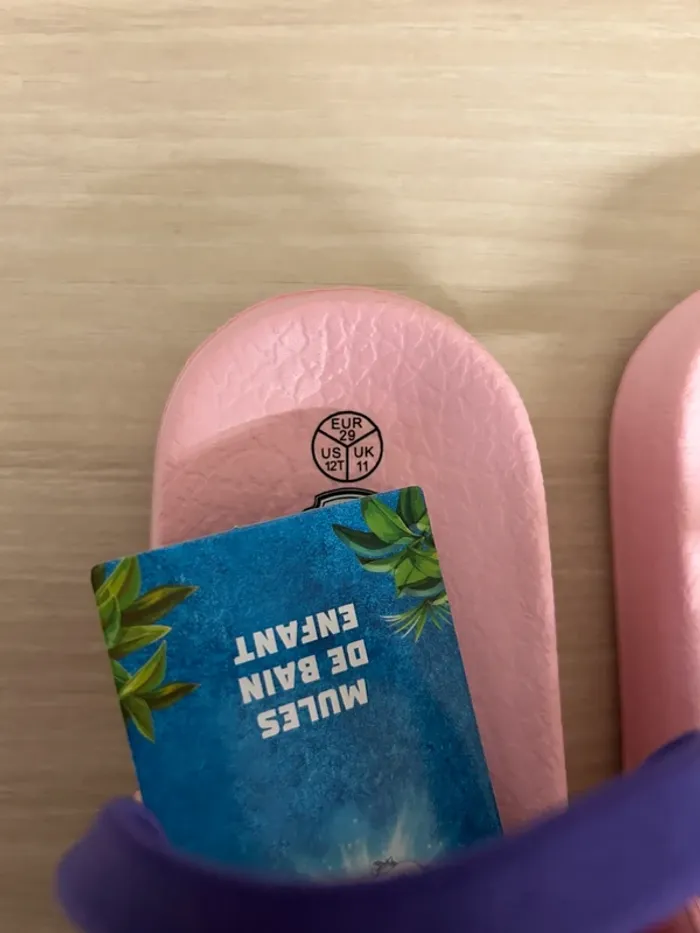 EUR
29
US
12T
UK
11
MULES
DE BAIN
ENFANT